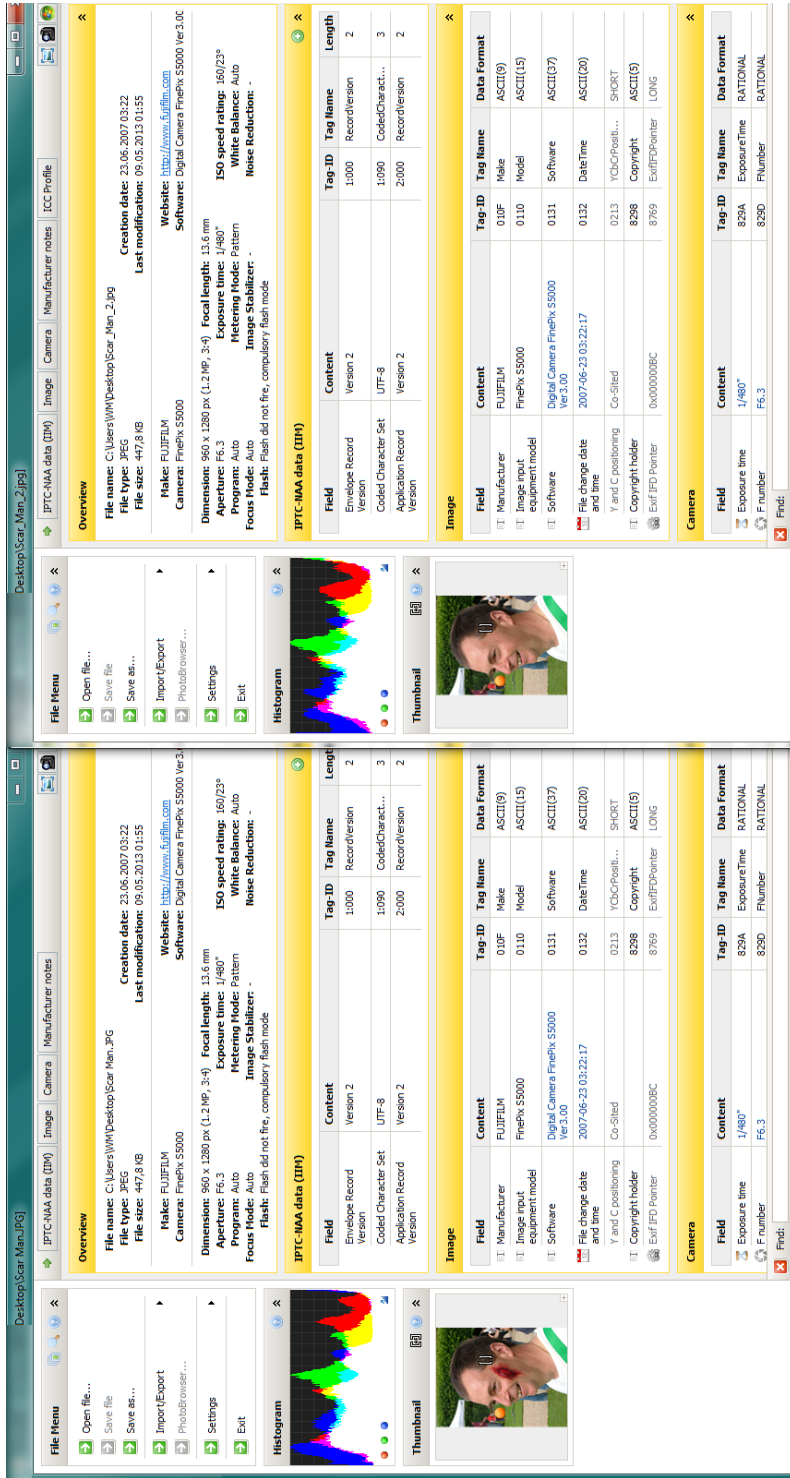 Desktop\Scar Man.JPG]
File Menu
Open file...
Save file
Save as...
Import/Export
PhotoBrowser...
Settings
Exit
Histogram
Thumbnail
IPTC-NAA data (IIM) Image Camera Manufacturer notes
Overview
File name: C:\Users\WM\Desktop\Scar Man.JPG
File type: JPEG Creation date: 23.06.2007 03:22
File size: 447,8 KB Last modification: 09.05.2013 01:55
Make: FUJIFILM Website: http://www.fujifilm.com
Camera: FinePix S5000 Software: Digital Camera FinePix S5000 Ver3.
Dimension: 960 x 1280 px (1.2 MP, 3:4) Focal length: 13.6 mm
Aperture: F6.3 Exposure time: 1/480" ISO speed rating: 160/23°
Program: Auto Metering Mode: Pattern White Balance: Auto
Focus Mode: Auto Image Stabilizer: - Noise Reduction: -
Flash: Flash did not fire, compulsory flash mode
IPTC-NAA data (IIM)
Field Content Tag-ID Tag Name Lengt
Envelope Record Version Version 2 1:000 RecordVersion 2
Coded Character Set UTF-8 1:090 CodedCharact... 3
Application Record Version Version 2 2:000 RecordVersion 2
Image
Field Content Tag-ID Tag Name Data Format
Manufacturer FUJIFILM 010F Make ASCII(9)
Image input equipment model FinePix S5000 0110 Model ASCII(15)
Software Digital Camera FinePix S5000 Ver3.00 0131 Software ASCII(37)
File change date and time 2007-06-23 03:22:17 0132 DateTime ASCII(20)
Y and C positioning Co-Sited 0213 YCbCrPositi... SHORT
Copyright holder 8298 Copyright ASCII(5)
Exif IFD Pointer 0x000000BC 8769 ExifIFDPointer LONG
Camera
Field Content Tag-ID Tag Name Data Format
Exposure time 1/480" 829A ExposureTime RATIONAL
F number F6.3 829D FNumber RATIONAL
Find:
Desktop\Scar_Man_2.jpg]
File Menu
Open file...
Save file
Save as...
Import/Export
PhotoBrowser...
Settings
Exit
Histogram
Thumbnail
IPTC-NAA data (IIM) Image Camera Manufacturer notes ICC Profile
Overview
File name: C:\Users\WM\Desktop\Scar_Man_2.jpg
File type: JPEG Creation date: 23.06.2007 03:22
File size: 447,8 KB Last modification: 09.05.2013 01:55
Make: FUJIFILM Website: http://www.fujifilm.com
Camera: FinePix S5000 Software: Digital Camera FinePix S5000 Ver3.00
Dimension: 960 x 1280 px (1.2 MP, 3:4) Focal length: 13.6 mm
Aperture: F6.3 Exposure time: 1/480" ISO speed rating: 160/23°
Program: Auto Metering Mode: Pattern White Balance: Auto
Focus Mode: Auto Image Stabilizer: - Noise Reduction: -
Flash: Flash did not fire, compulsory flash mode
IPTC-NAA data (IIM)
Field Content Tag-ID Tag Name Length
Envelope Record Version Version 2 1:000 RecordVersion 2
Coded Character Set UTF-8 1:090 CodedCharact... 3
Application Record Version Version 2 2:000 RecordVersion 2
Image
Field Content Tag-ID Tag Name Data Format
Manufacturer FUJIFILM 010F Make ASCII(9)
Image input equipment model FinePix S5000 0110 Model ASCII(15)
Software Digital Camera FinePix S5000 Ver3.00 0131 Software ASCII(37)
File change date and time 2007-06-23 03:22:17 0132 DateTime ASCII(20)
Y and C positioning Co-Sited 0213 YCbCrPositi... SHORT
Copyright holder 8298 Copyright ASCII(5)
Exif IFD Pointer 0x000000BC 8769 ExifIFDPointer LONG
Camera
Field Content Tag-ID Tag Name Data Format
Exposure time 1/480" 829A ExposureTime RATIONAL
F number F6.3 829D FNumber RATIONAL
Find: